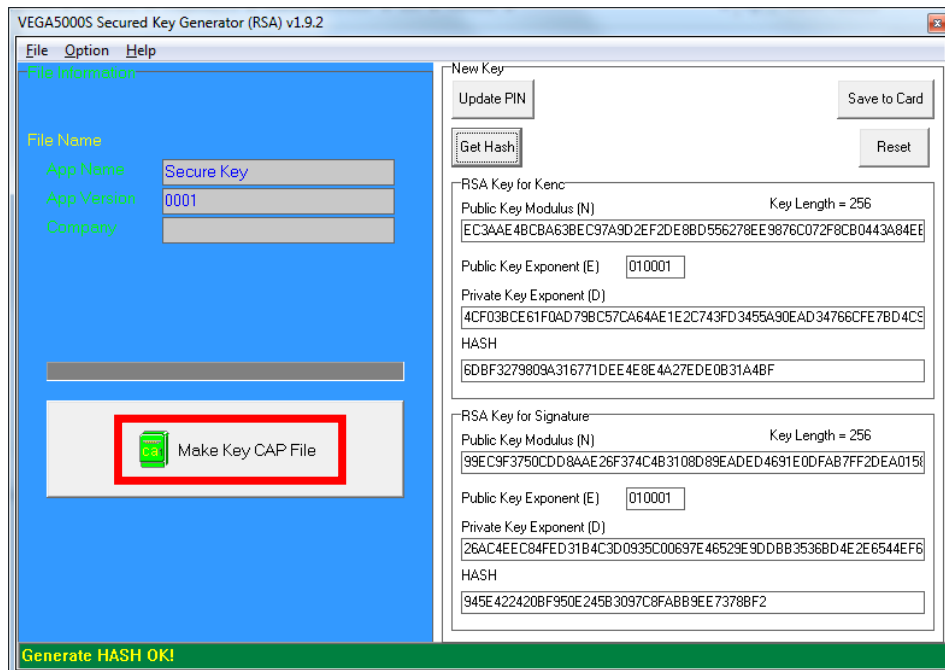 VEGA5000S Secured Key Generator (RSA) v1.9.2
File Option Help
File Information
File Name
App Name Secure Key
App Version 0001
Company
Make Key CAP File
New Key
Update PIN Save to Card
Get Hash Reset
RSA Key for Kenc
Public Key Modulus (N) Key Length = 256
EC3AAE4BCBA63BEC97A9D2EF2DE8BD556278EE9876C072F8CB0443A84EE
Public Key Exponent (E) 010001
Private Key Exponent (D)
4CF03BCE61F0AD79BC57CA64AE1E2C743FD3455A90EAD34766CFE7BD4C9
HASH
6DBF3279809A316771DEE4E8E4A27EDE0B31A4BF
RSA Key for Signature
Public Key Modulus (N) Key Length = 256
99EC9F3750CDD8AAE26F374C4B3108D89EADED4691E0DFAB7FF2DEA0158
Public Key Exponent (E) 010001
Private Key Exponent (D)
26AC4EEC84FED31B4C3D0935C00697E46529E9DDBB3536BD4E2E6544EF6
HASH
945E422420BF950E245B3097C8FABB9EE7378BF2
Generate HASH OK!